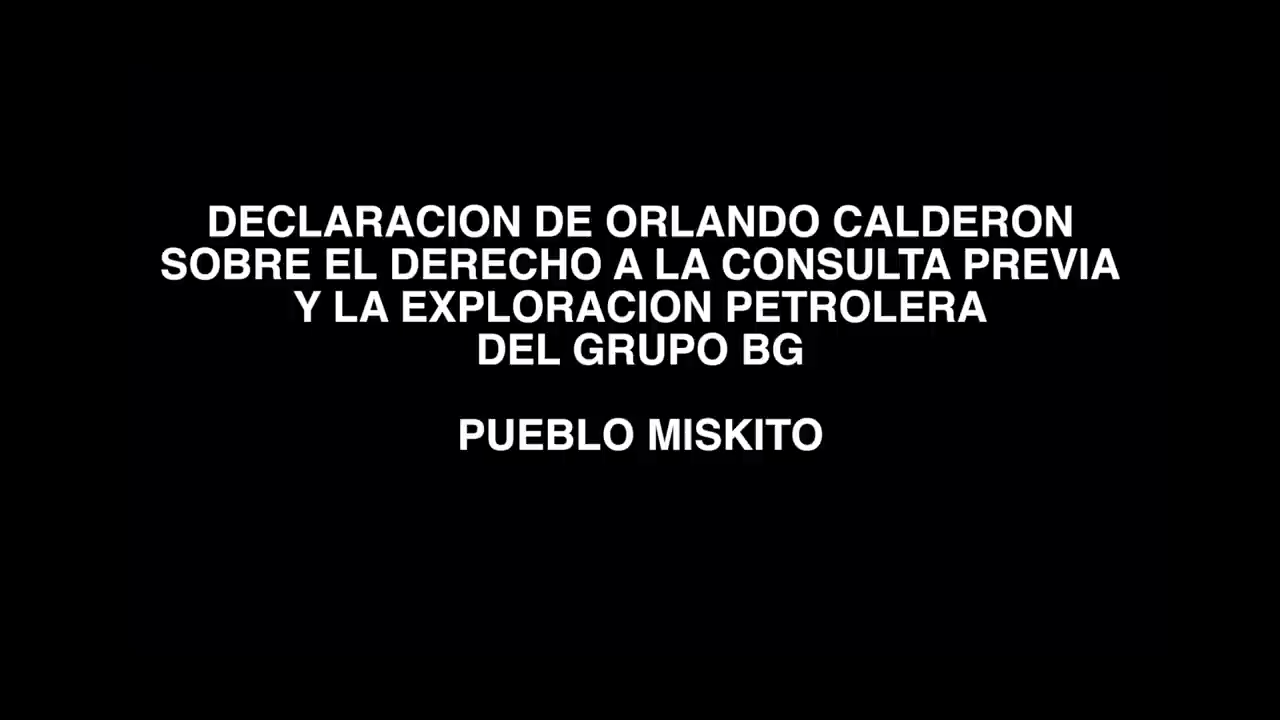 DECLARACION DE ORLANDO CALDERON
SOBRE EL DERECHO A LA CONSULTA PREVIA
Y LA EXPLORACION PETROLERA
DEL GRUPO BG
PUEBLO MISKITO